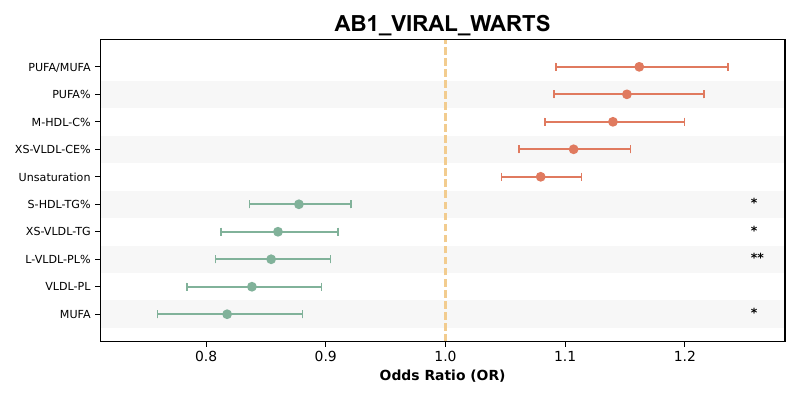 AB1_VIRAL_WARTS
PUFA/MUFA
PUFA%
M-HDL-C%
XS-VLDL-CE%
Unsaturation
S-HDL-TG% *
XS-VLDL-TG *
L-VLDL-PL% **
VLDL-PL
MUFA *
0.8 0.9 1.0 1.1 1.2
Odds Ratio (OR)